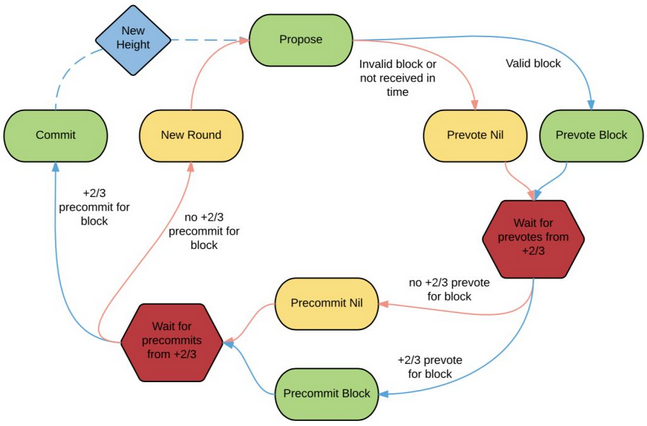 New
Height
Propose
Invalid block or
not received in
time
Valid block
Commit
New Round
Prevote Nil
Prevote Block
+2/3
precommit for
block
no +2/3
precommit for
block
Wait for
prevotes from
+2/3
no +2/3 prevote
for block
Precommit Nil
Wait for
precommits
from +2/3
+2/3 prevote
for block
Precommit Block